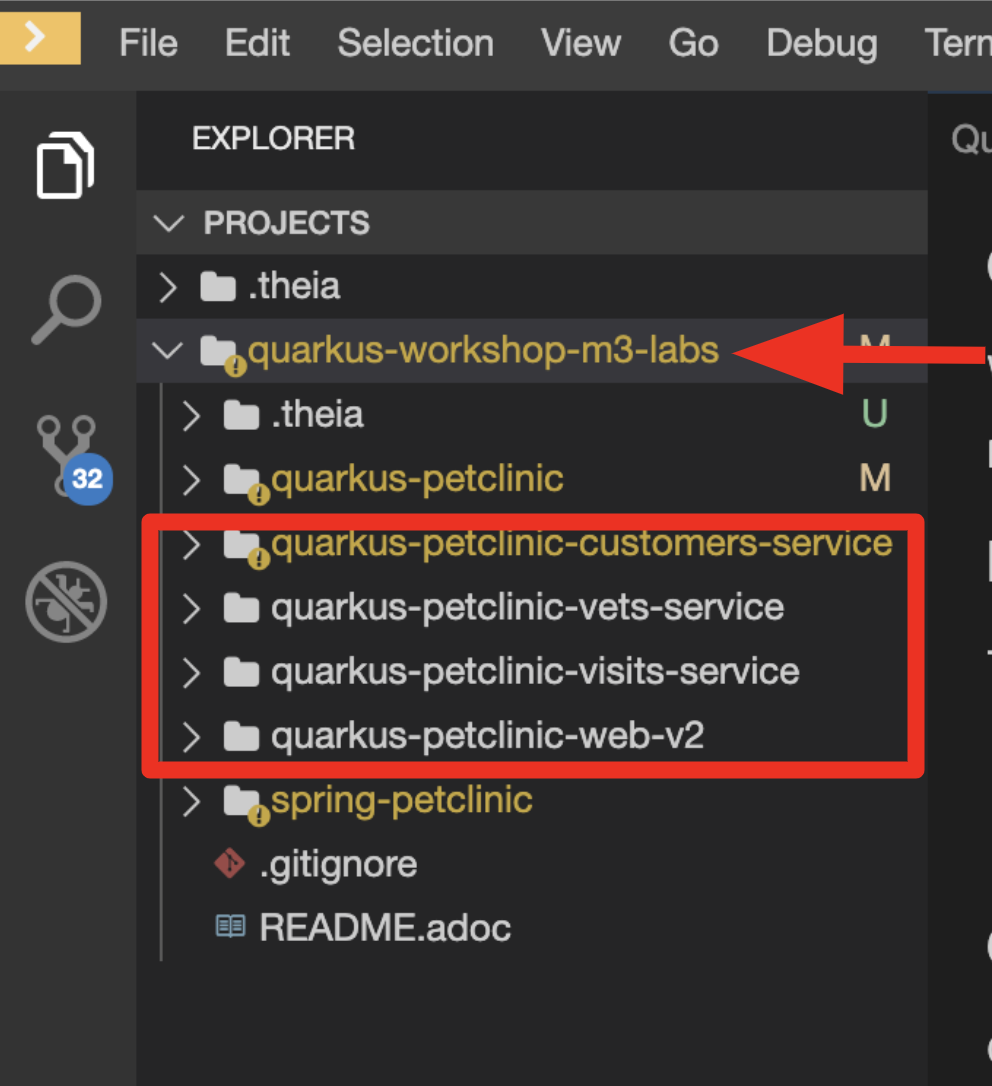 File Edit Selection View Go Debug
EXPLORER
PROJECTS
.theia
quarkus-workshop-m3-labs M
.theia U
quarkus-petclinic M
32
quarkus-petclinic-customers-service
quarkus-petclinic-vets-service
quarkus-petclinic-visits-service
quarkus-petclinic-web-v2
spring-petclinic
.gitignore
README.adoc